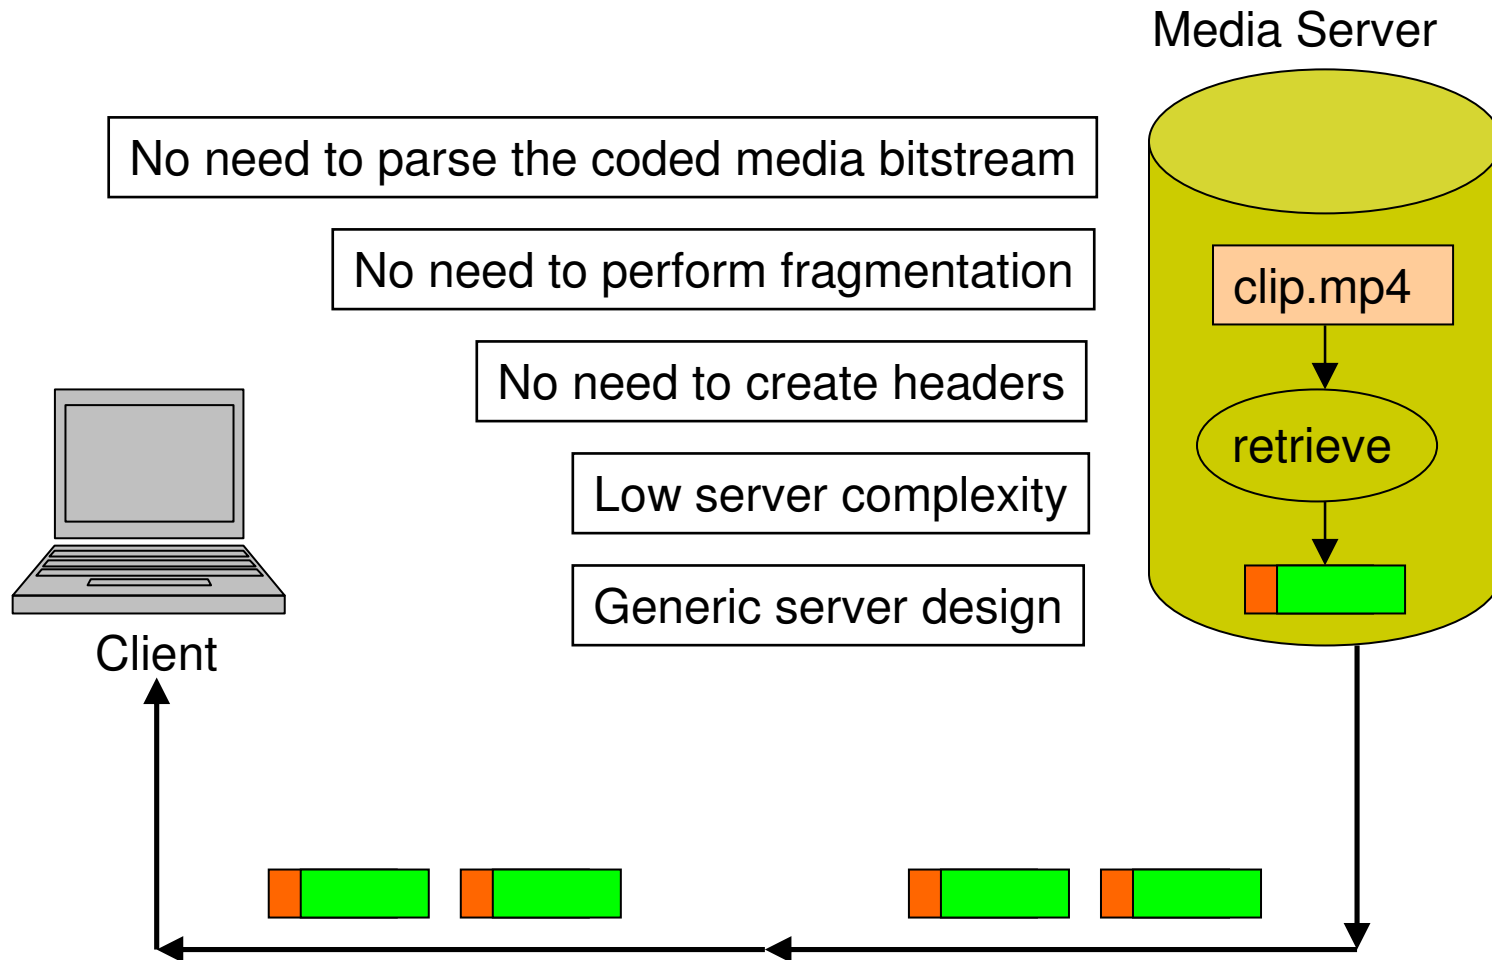 Media Server
No need to parse the coded media bitstream
No need to perform fragmentation
clip.mp4
No need to create headers
retrieve
Low server complexity
Generic server design
Client